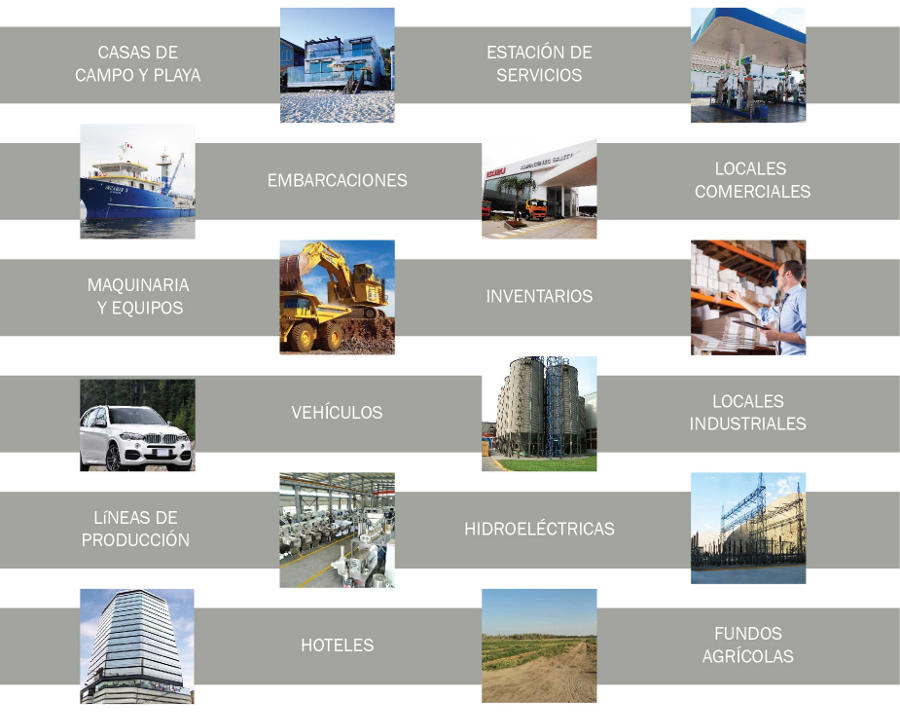 CASAS DE
CAMPO Y PLAYA
ESTACIÓN DE
SERVICIOS
EMBARCACIONES
LOCALES
COMERCIALES
MAQUINARIA
Y EQUIPOS
INVENTARIOS
VEHÍCULOS
LOCALES
INDUSTRIALES
LíNEAS DE
PRODUCCIÓN
HIDROELÉCTRICAS
HOTELES
FUNDOS
AGRÍCOLAS